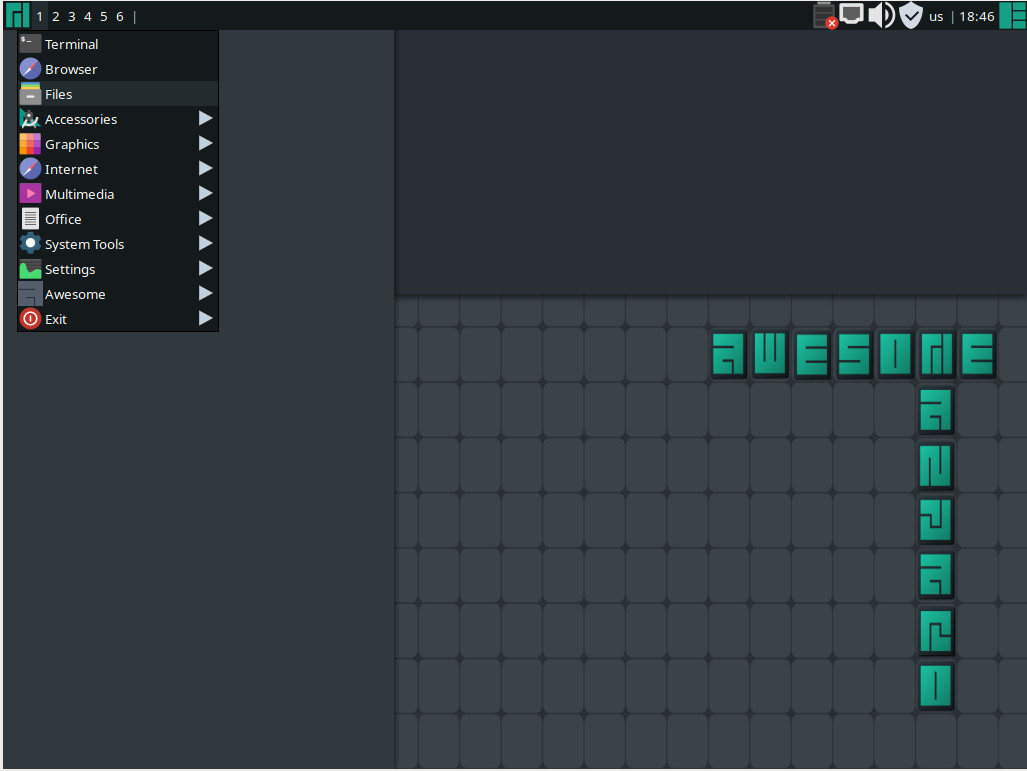 1 2 3 4 5 6 | us | 18:46
$-
Terminal
Browser
Files
Accessories
Graphics
Internet
Multimedia
Office
System Tools
Settings
Awesome
Exit
AWESOME
A
N
J
A
R
O